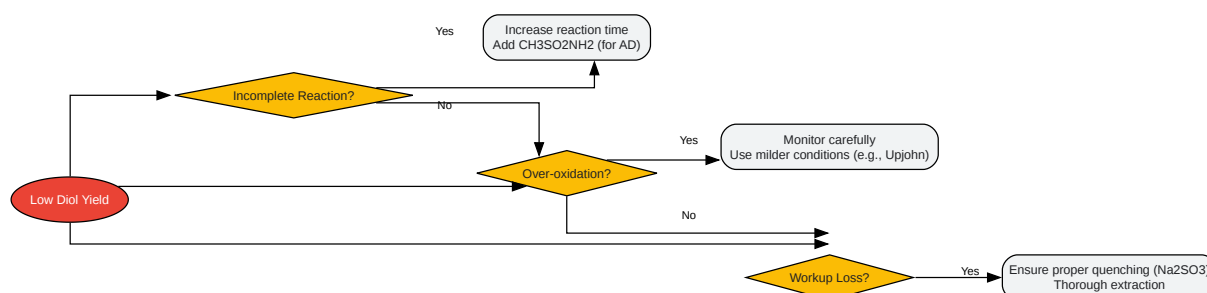 Yes
Increase reaction time
Add CH3SO2NH2 (for AD)
Incomplete Reaction?
No
Yes
Monitor carefully
Use milder conditions (e.g., Upjohn)
Over-oxidation?
Low Diol Yield
No
Workup Loss?
Yes
Ensure proper quenching (Na2SO3)
Thorough extraction